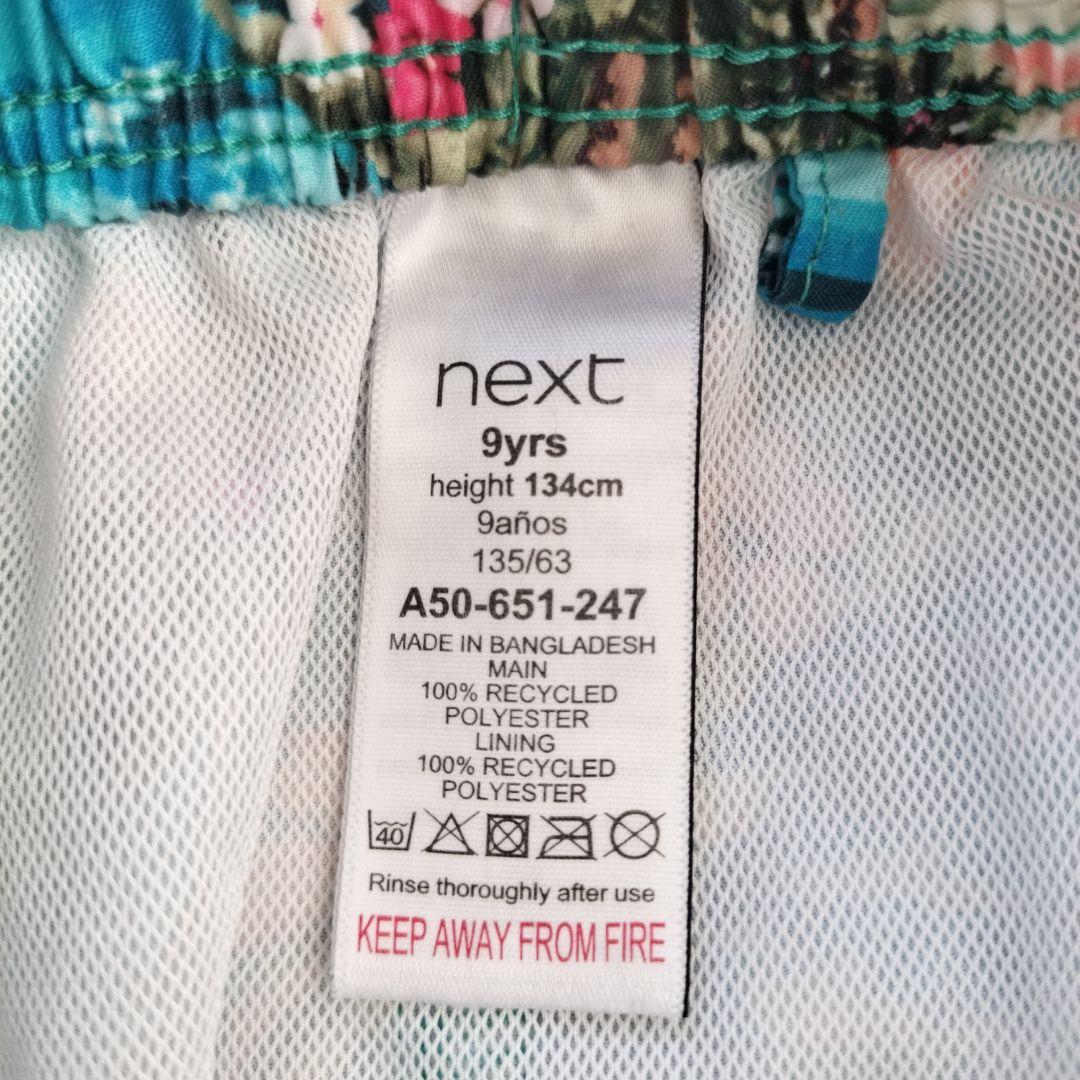 next
9yrs
height 134cm
9años
135/63
A50-651-247
MADE IN BANGLADESH
MAIN
100% RECYCLED
POLYESTER
LINING
100% RECYCLED
POLYESTER
40
Rinse thoroughly after use
KEEP AWAY FROM FIRE